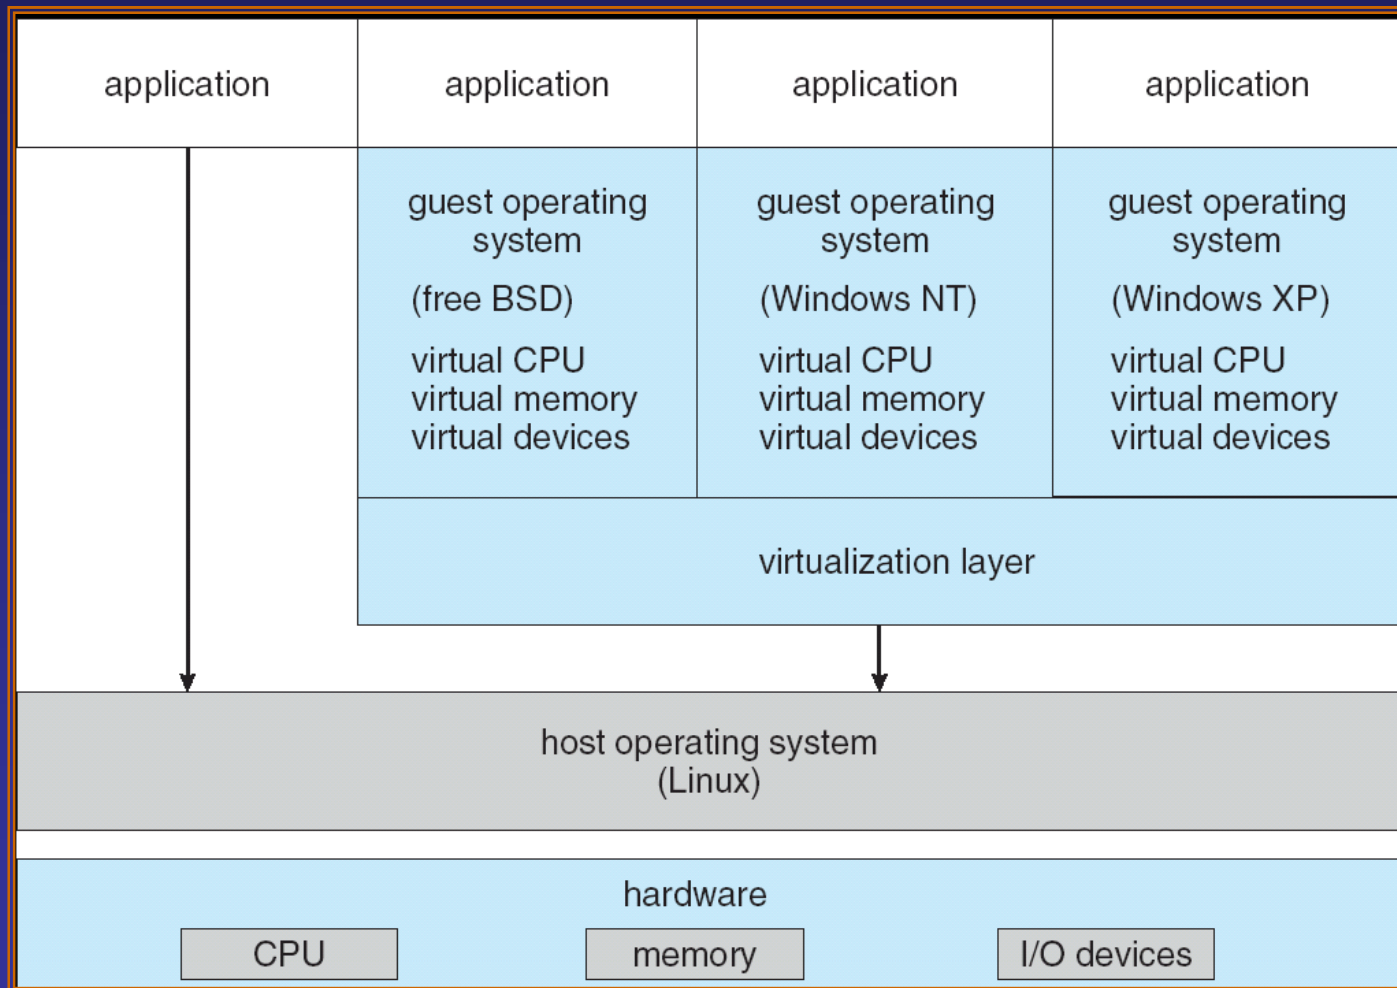 application
application
application
application
guest operating
system
(free BSD)
virtual CPU
virtual memory
virtual devices
guest operating
system
(Windows NT)
virtual CPU
virtual memory
virtual devices
guest operating
system
(Windows XP)
virtual CPU
virtual memory
virtual devices
virtualization layer
host operating system
(Linux)
hardware
CPU
memory
I/O devices